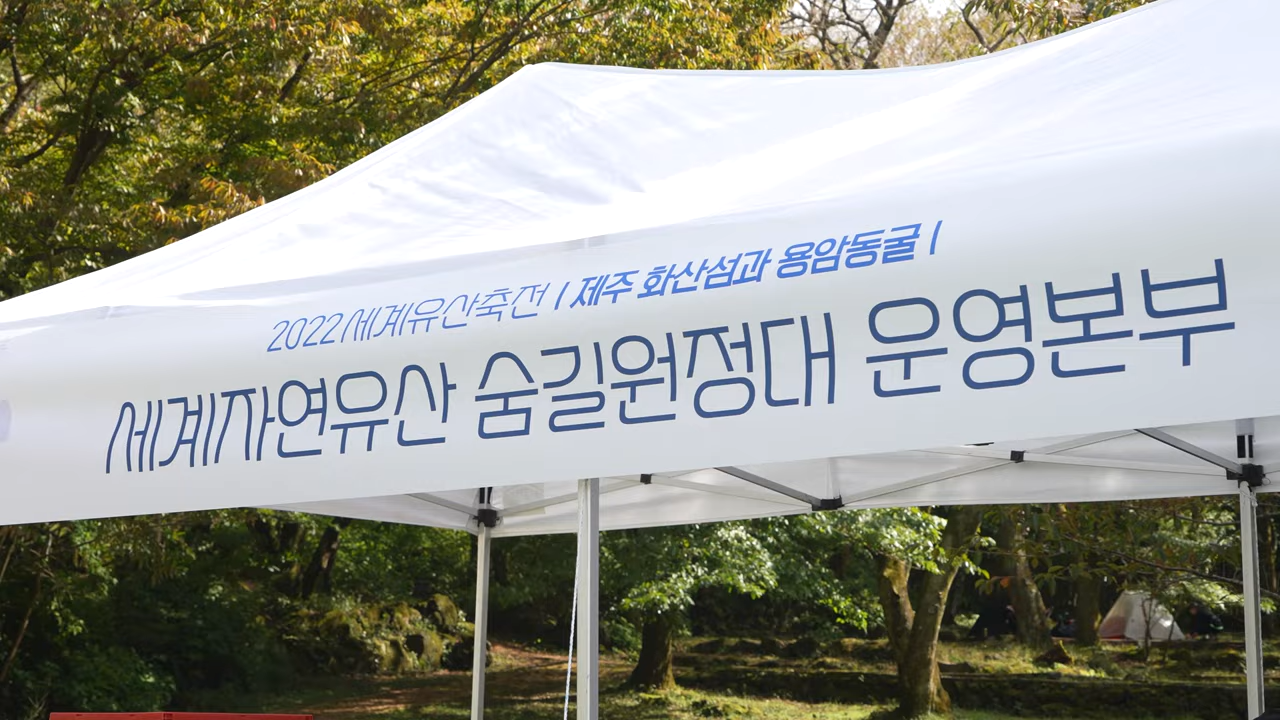 2022 세계유산축전 / 제주 화산섬과 용암동굴 /
세계자연유산 숨길원정대 운영본부